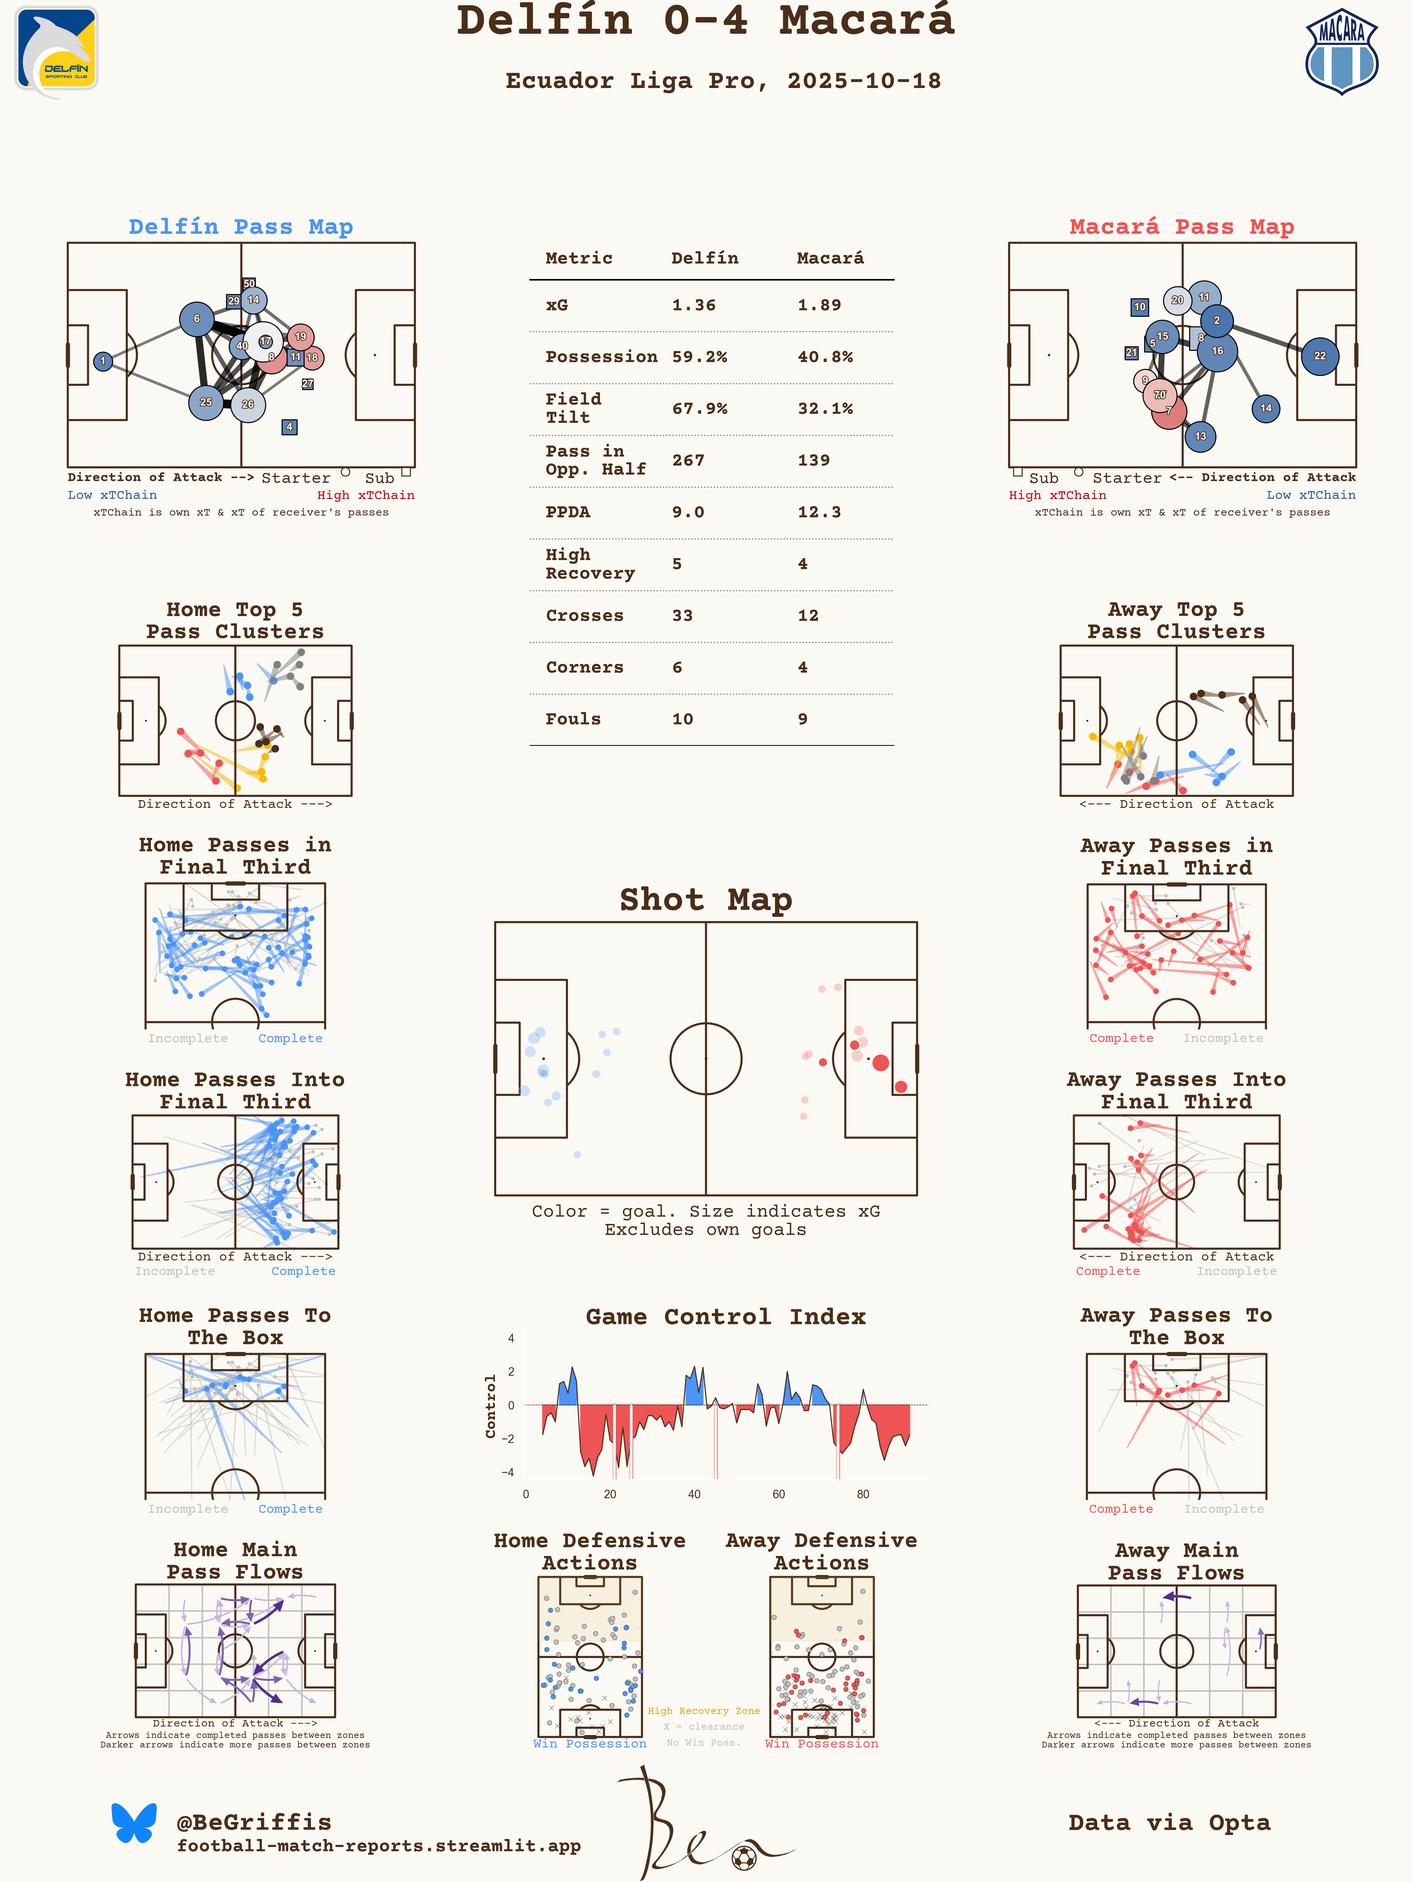 Delfín 0-4 Macará
Ecuador Liga Pro, 2025-10-18
DELFÍN
SPORTING CLUB
MACARA
Delfín Pass Map
50
29
14
6
19
17
40
8
11
18
1
27
25
26
4
Direction of Attack --> Starter Sub
Low xTChain High xTChain
xTChain is own xT & xT of receiver's passes
Metric Delfín Macará
xG 1.36 1.89
Possession 59.2% 40.8%
Field
Tilt 67.9% 32.1%
Pass in
Opp. Half 267 139
PPDA 9.0 12.3
High
Recovery 5 4
Crosses 33 12
Corners 6 4
Fouls 10 9
Macará Pass Map
20
11
10
2
15
8
5
16
21
22
9
70
7
14
13
Sub Starter <-- Direction of Attack
High xTChain Low xTChain
xTChain is own xT & xT of receiver's passes
Home Top 5
Pass Clusters
Direction of Attack --->
Away Top 5
Pass Clusters
<--- Direction of Attack
Home Passes in
Final Third
Incomplete Complete
Away Passes in
Final Third
Complete Incomplete
Shot Map
Color = goal. Size indicates xG
Excludes own goals
Home Passes Into
Final Third
Direction of Attack --->
Incomplete Complete
Away Passes Into
Final Third
<--- Direction of Attack
Complete Incomplete
Home Passes To
The Box
Incomplete Complete
Game Control Index
Control
4
2
0
−2
−4
0 20 40 60 80
Away Passes To
The Box
Complete Incomplete
Home Main
Pass Flows
Direction of Attack --->
Arrows indicate completed passes between zones
Darker arrows indicate more passes between zones
Home Defensive
Actions
Win Possession
Away Defensive
Actions
Win Possession
High Recovery Zone
X = clearance
No Win Poss.
Away Main
Pass Flows
<--- Direction of Attack
Arrows indicate completed passes between zones
Darker arrows indicate more passes between zones
@BeGriffis
football-match-reports.streamlit.app
Ben
Data via Opta